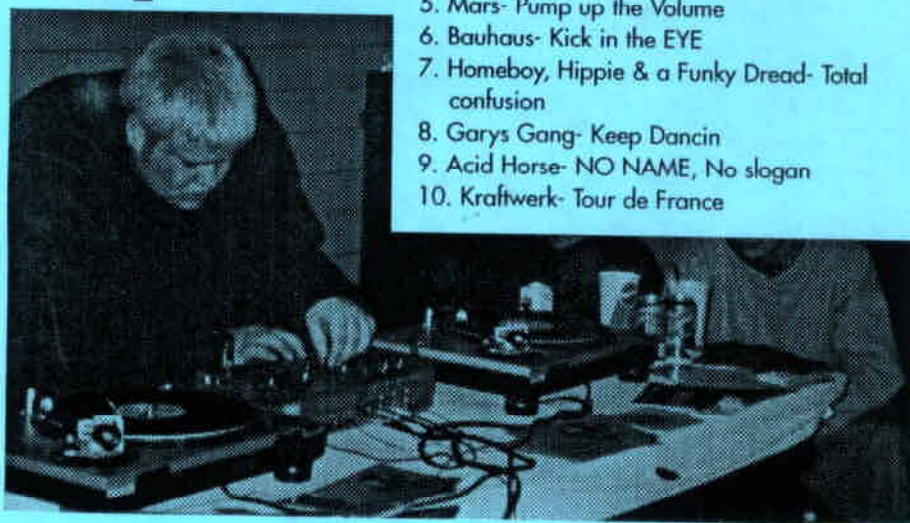 5. Mars- Pump up the Volume
6. Bauhaus- Kick in the EYE
7. Homeboy, Hippie & a Funky Dread- Total
confusion
8. Garys Gang- Keep Dancin
9. Acid Horse- NO NAME, No slogan
10. Kraftwerk- Tour de France